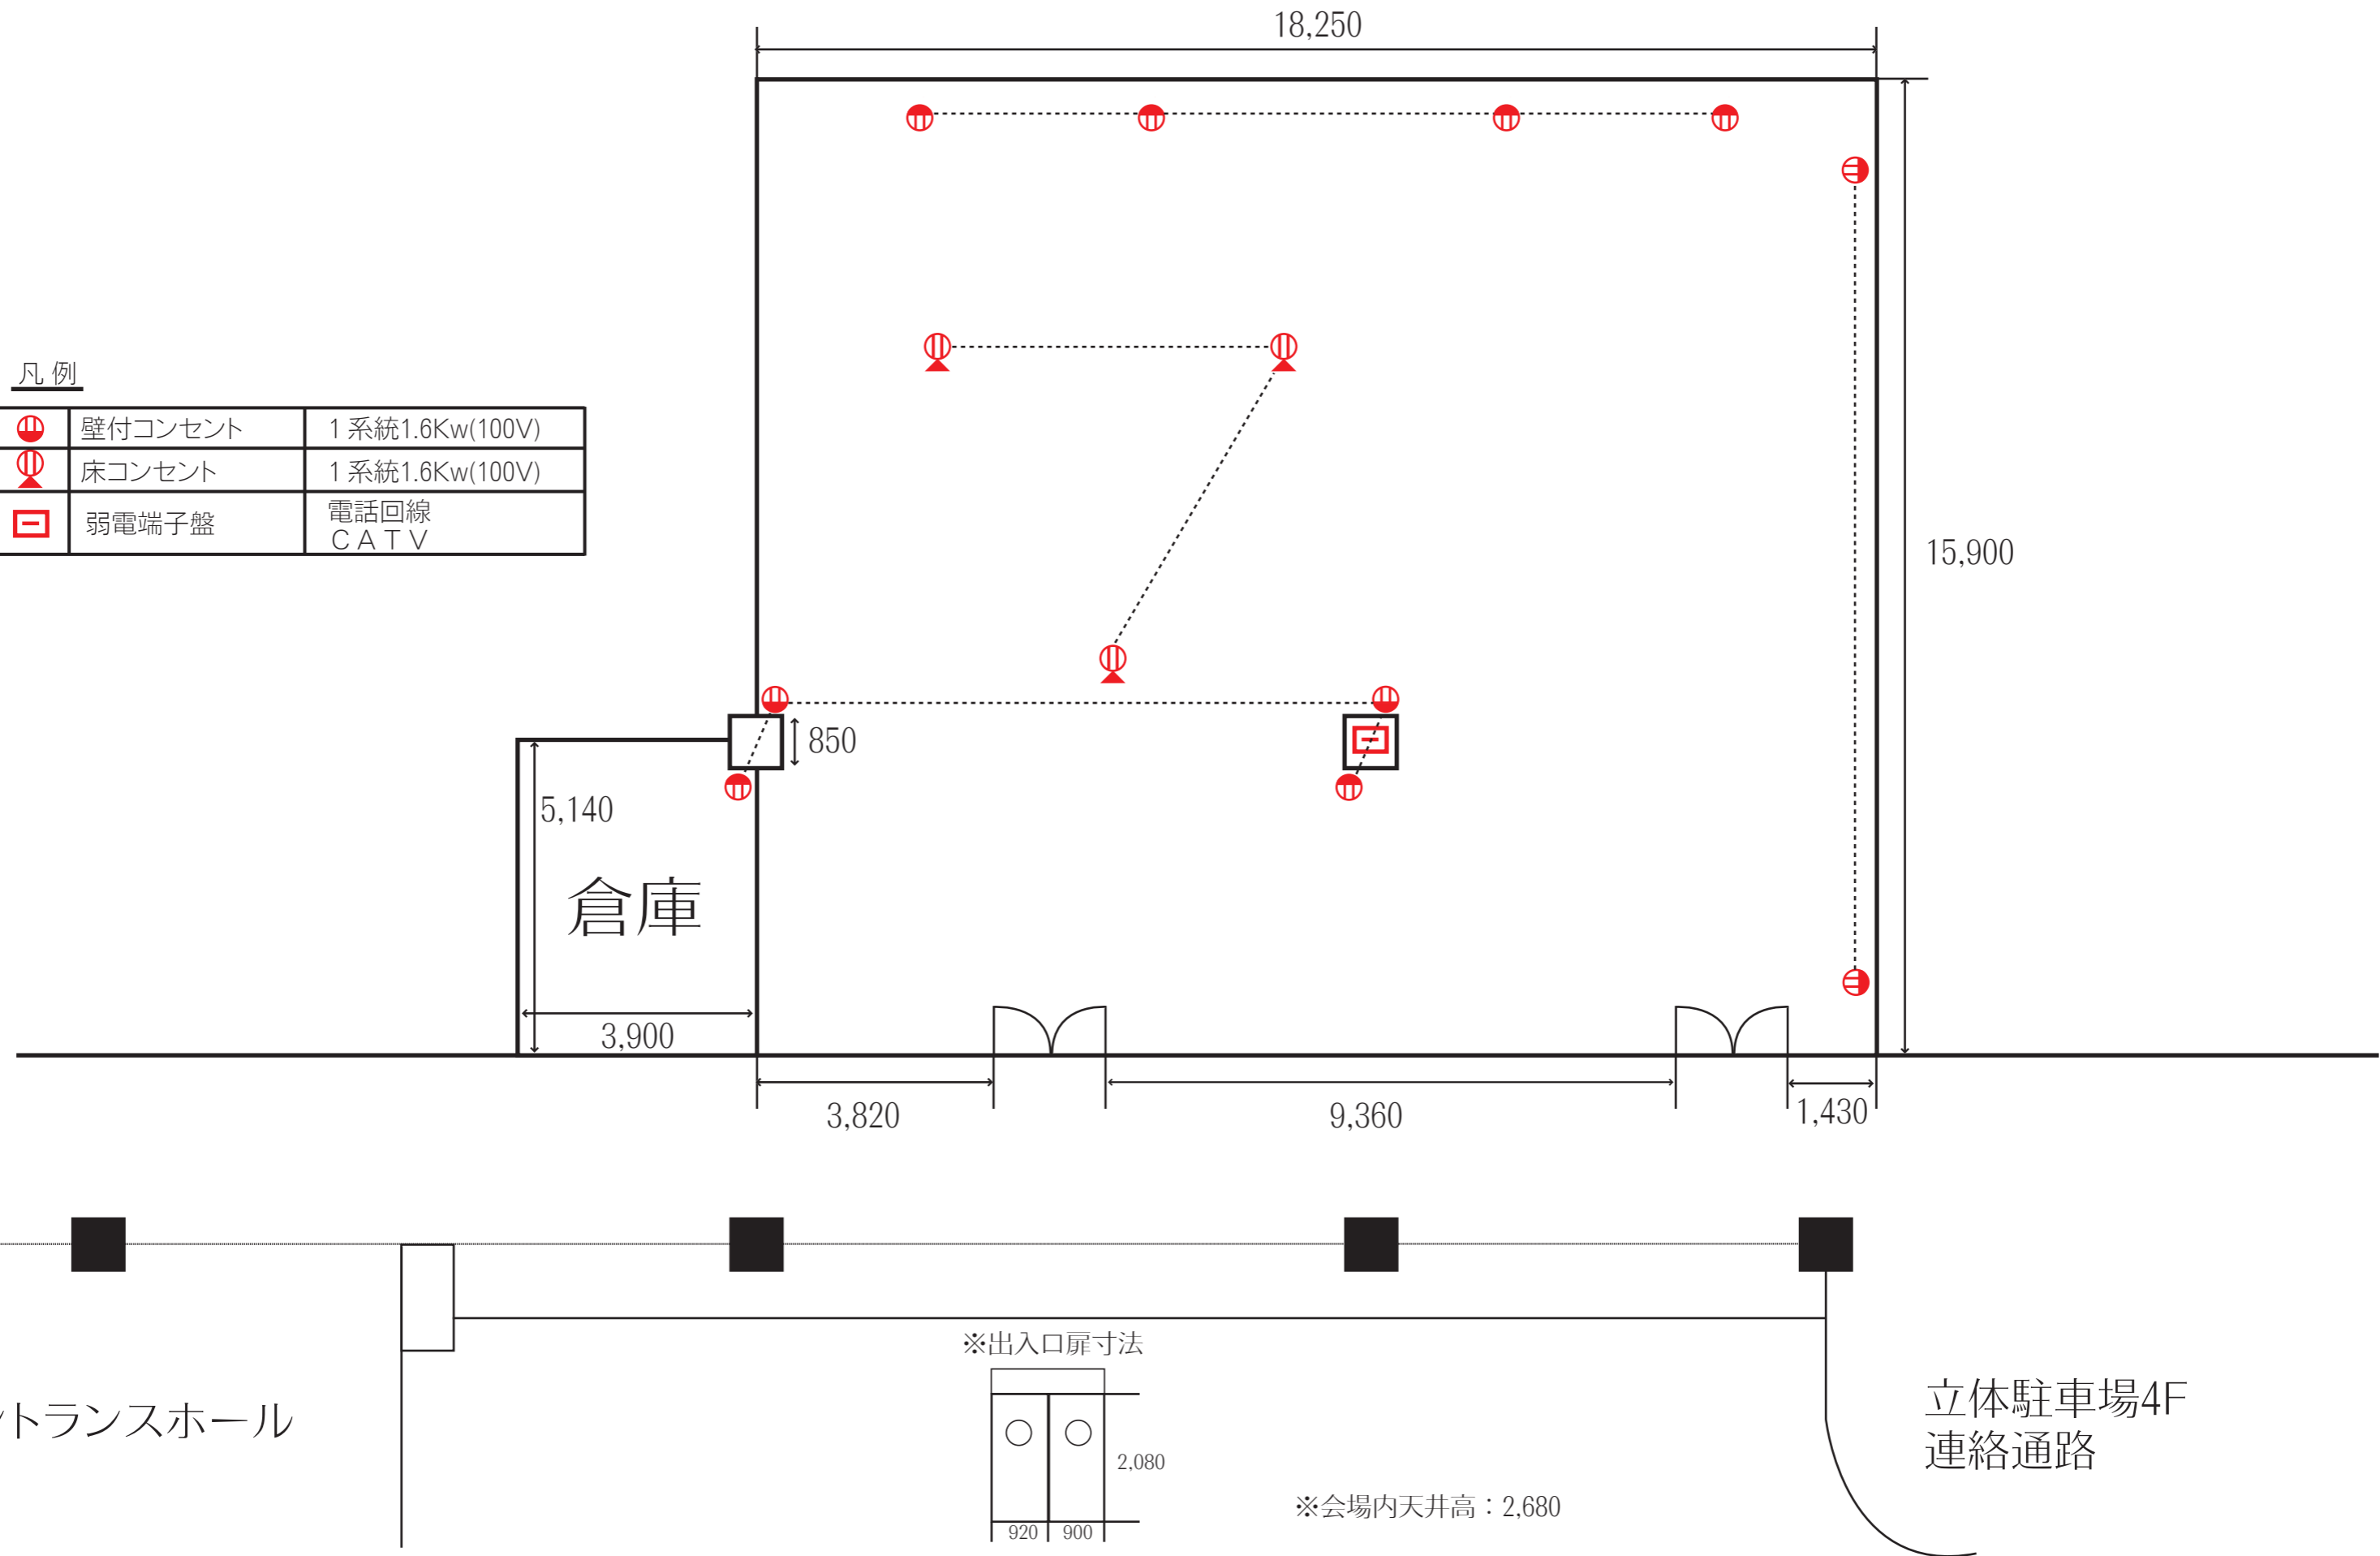 18,250
凡 例
壁付コンセント 1 系統1.6Kw(100V)
床コンセント 1 系統1.6Kw(100V)
弱電端子盤 電話回線
ＣＡＴＶ
15,900
850
5,140
倉庫
3,900
3,820
9,360
1,430
※出入口扉寸法
2,080
920
900
※会場内天井高：2,680
ントランスホール
立体駐車場4F
連絡通路